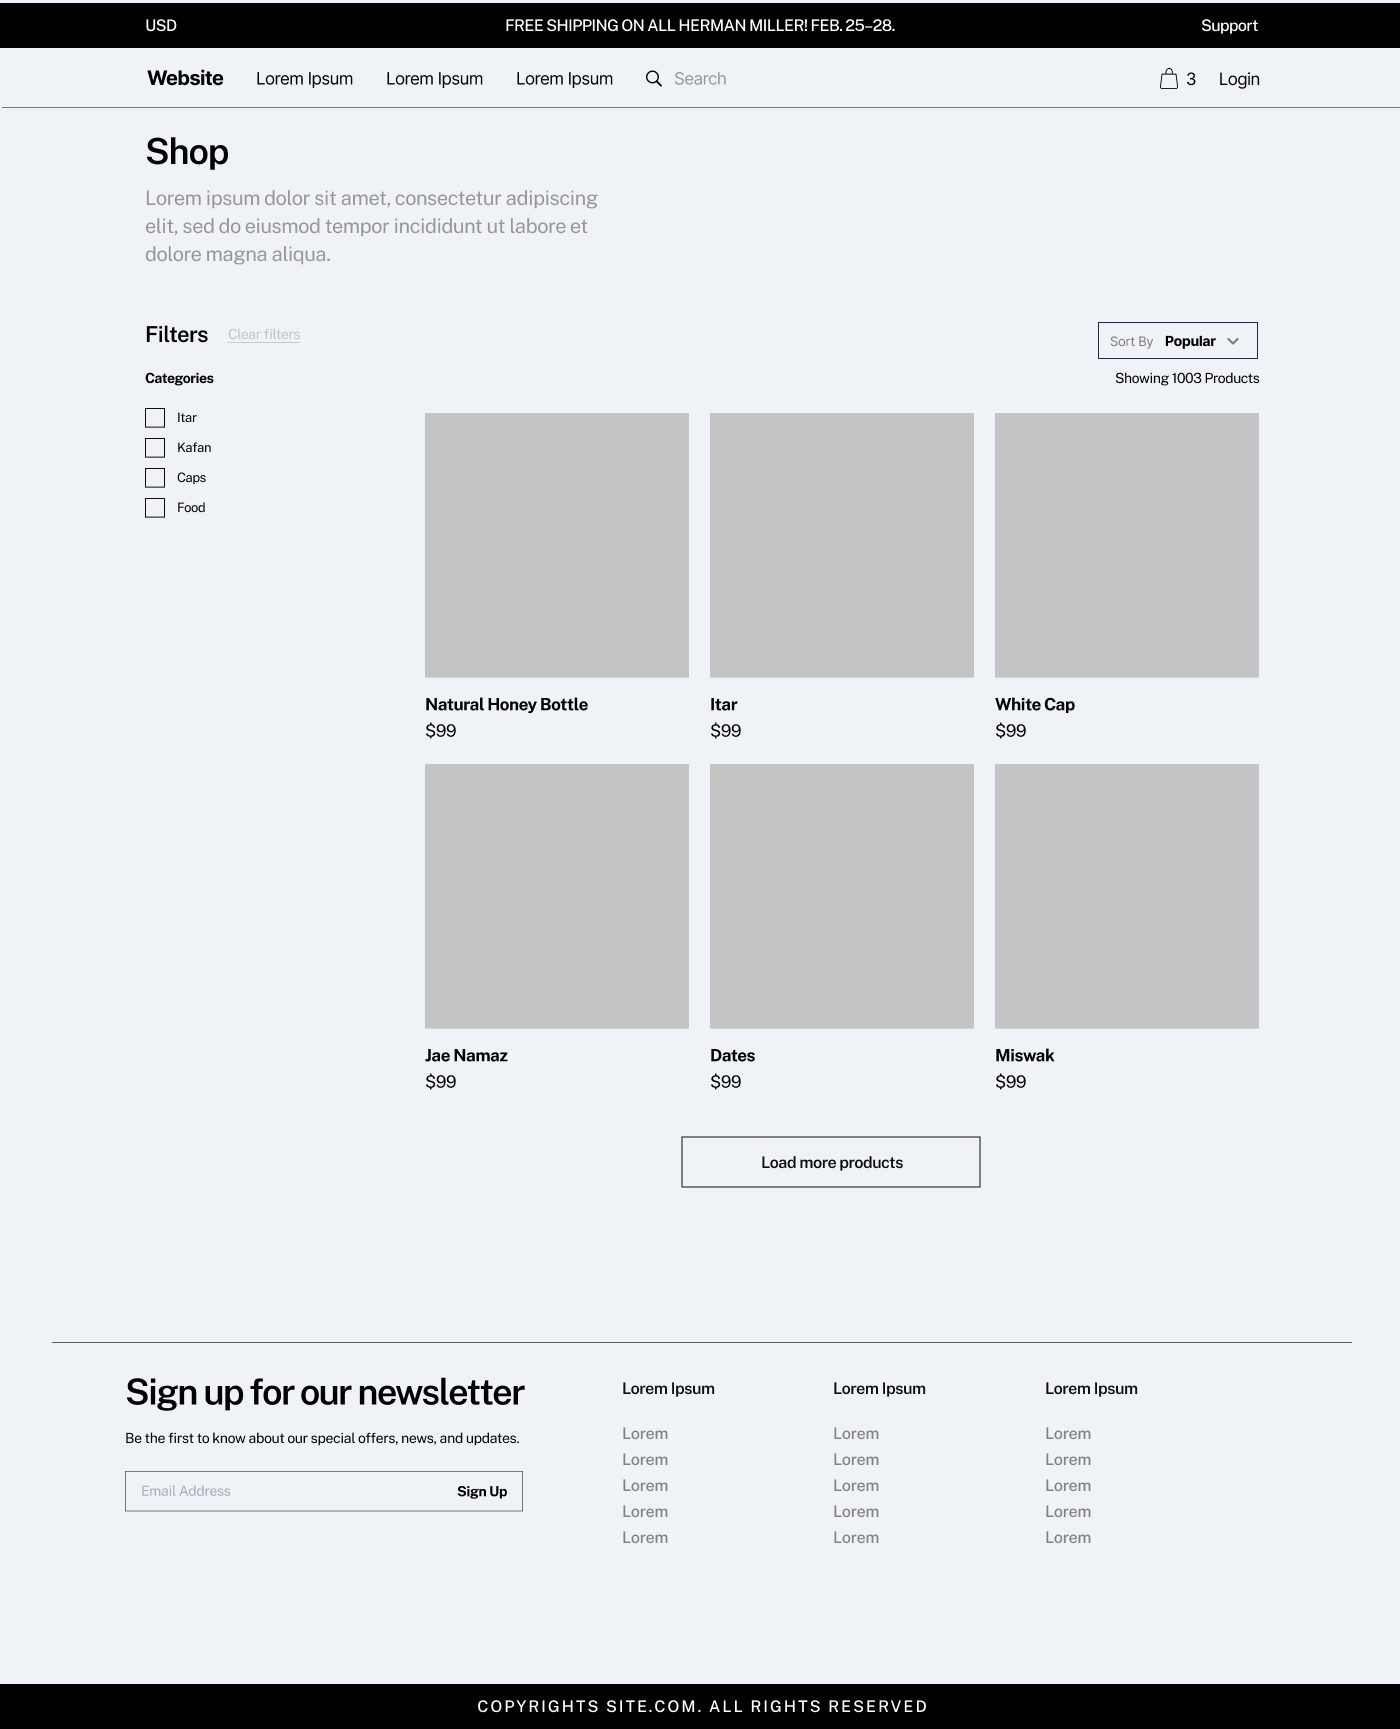 USD
FREE SHIPPING ON ALL HERMAN MILLER! FEB. 25–28.
Support
Website
Lorem Ipsum
Lorem Ipsum
Lorem Ipsum
Search
3
Login
Shop
Lorem ipsum dolor sit amet, consectetur adipiscing
elit, sed do eiusmod tempor incididunt ut labore et
dolore magna aliqua.
Filters
Clear filters
Sort By
Popular
Categories
Showing 1003 Products
Itar
Kafan
Caps
Food
Natural Honey Bottle
$99
Itar
$99
White Cap
$99
Jae Namaz
$99
Dates
$99
Miswak
$99
Load more products
Sign up for our newsletter
Be the first to know about our special offers, news, and updates.
Email Address
Sign Up
Lorem Ipsum
Lorem
Lorem
Lorem
Lorem
Lorem
Lorem Ipsum
Lorem
Lorem
Lorem
Lorem
Lorem
Lorem Ipsum
Lorem
Lorem
Lorem
Lorem
Lorem
COPYRIGHTS SITE.COM. ALL RIGHTS RESERVED